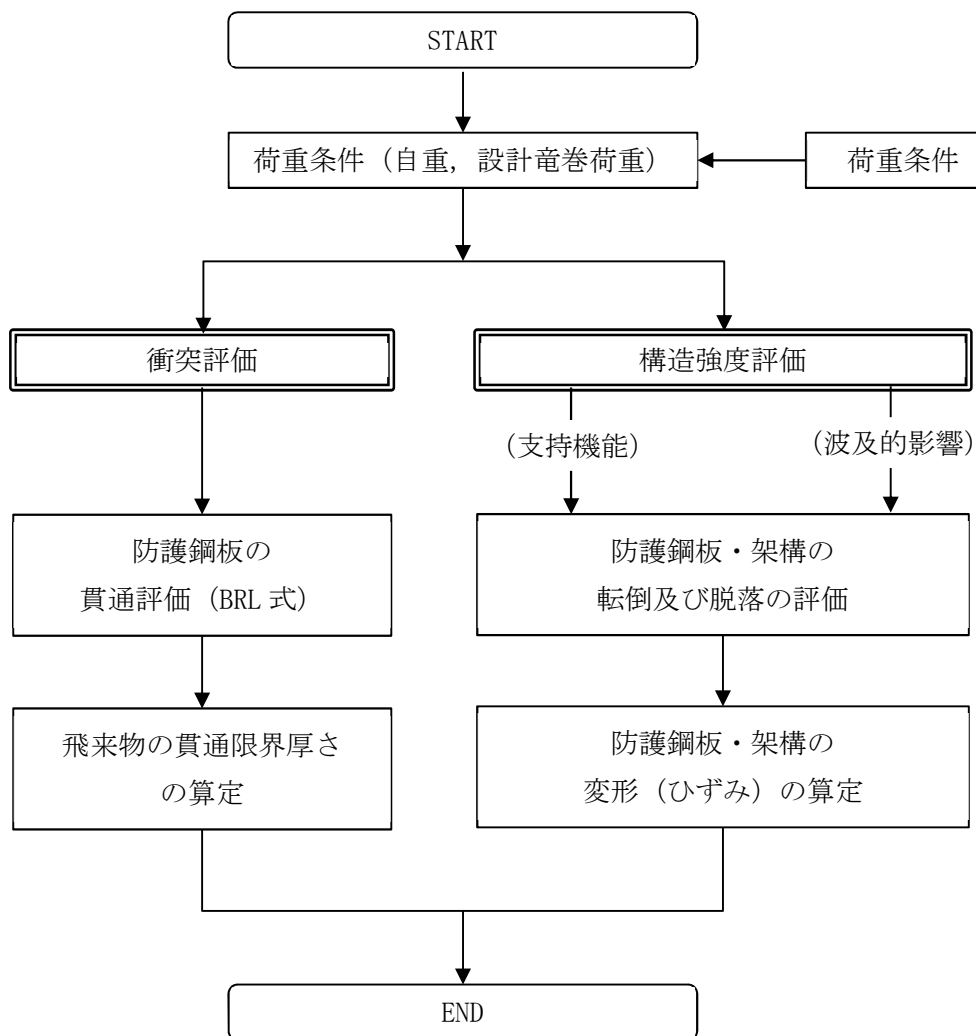 START
荷重条件（自重，設計竜巻荷重）
荷重条件
衝突評価
構造強度評価
（支持機能）
（波及的影響）
防護鋼板の
貫通評価（BRL 式）
防護鋼板・架構の
転倒及び脱落の評価
飛来物の貫通限界厚さ
の算定
防護鋼板・架構の
変形（ひずみ）の算定
END